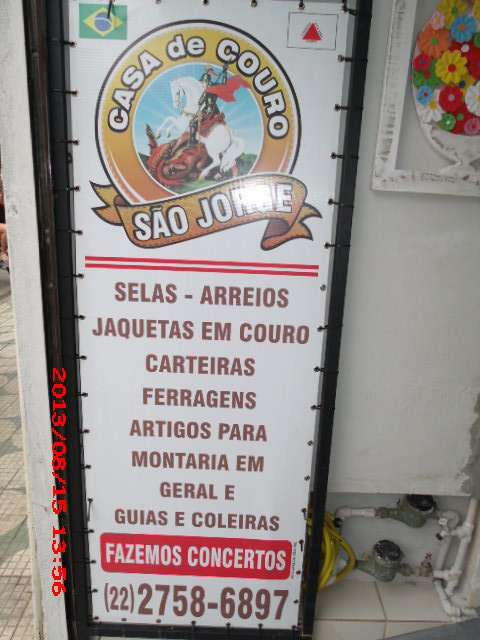 CASA de COURO
SÃO JORGE
SELAS - ARREIOS
JAQUETAS EM COURO
CARTEIRAS
FERRAGENS
ARTIGOS PARA
MONTARIA EM
GERAL E
GUIAS E COLEIRAS
FAZEMOS CONCERTOS
(22)2758-6897
2013/08/15 13:56